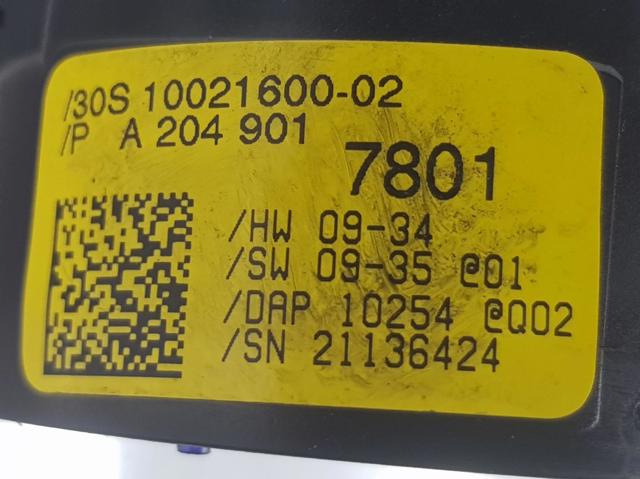 /30S 10021600-02
/P A 204 901
7801
/HW 09-34
/SW 09-35 @01
/DAP 10254 @Q02
/SN 21136424